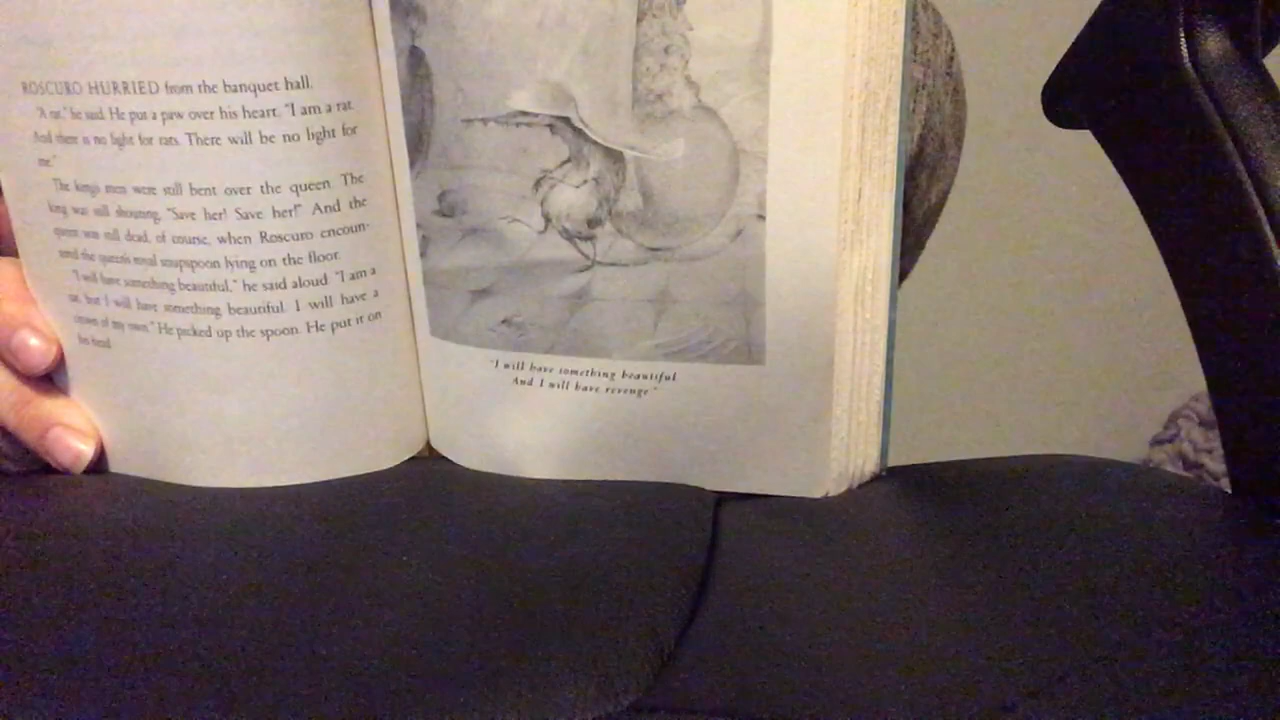 ROSCURO HURRIED from the banquet hall.
"A rat," he said. He put a paw over his heart. "I am a rat.
And there is no light for rats. There will be no light for
me."
The king's men were still bent over the queen. The
king was still shouting, "Save her! Save her!" And the
queen was still dead, of course, when Roscuro encoun-
tered the queen's royal soupspoon lying on the floor.
"I will have something beautiful," he said aloud. "I am a
rat, but I will have something beautiful. I will have a
crown of my own." He picked up the spoon. He put it on
his head.
"I will have something beautiful.
And I will have revenge."